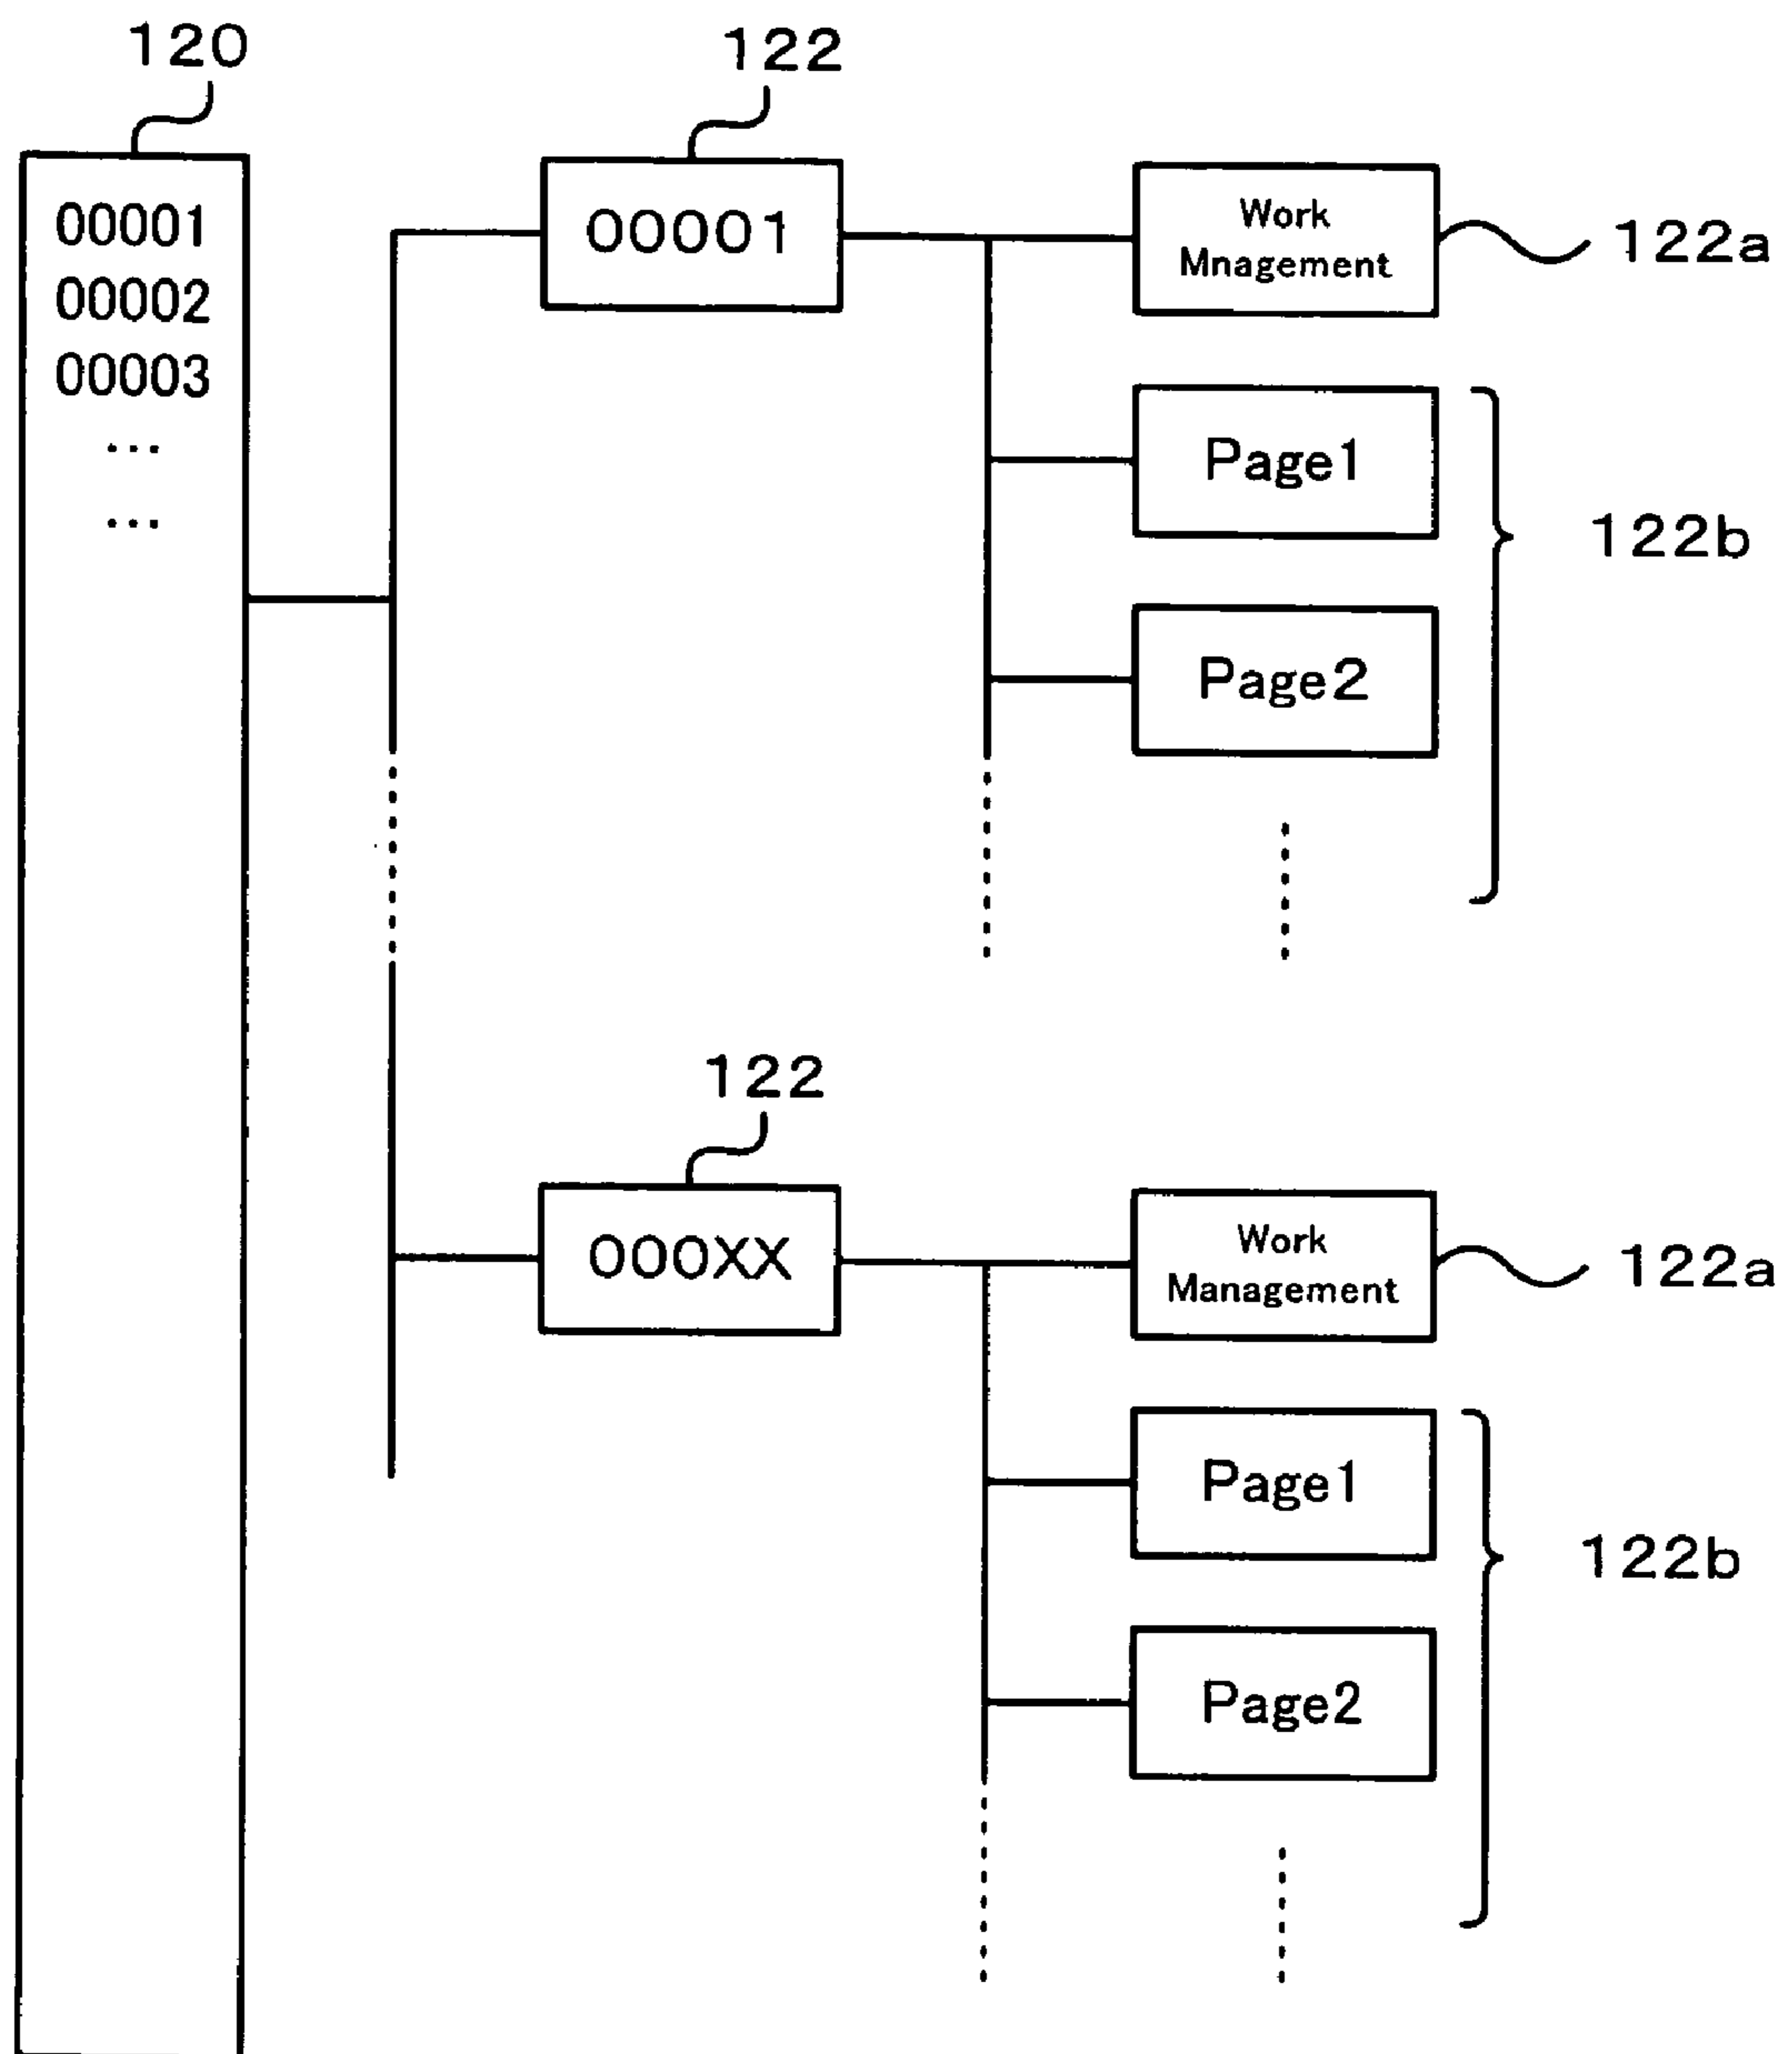 120
122
00001
00002
00003
...
...
00001
Work
Mnagement
122a
Page1
122b
Page2
122
000XX
Work
Management
122a
Page1
122b
Page2